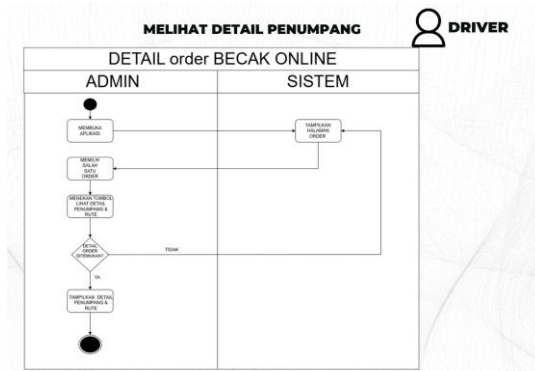 MELIHAT DETAIL PENUMPANG
DRIVER
DETAIL order BECAK ONLINE
ADMIN
SISTEM
MEMBUKA
APLIKASI
TAMPILKAN
HALAMAN
ORDER
MEMILIH
SALAH
SATU
ORDER
MENEKAN TOMBOL
LIHAT DETAIL
PENUMPANG &
RUTE
DETAIL
ORDER
DITEMUKAN?
TIDAK
YA
TAMPILKAN DETAIL
PENUMPANG &
RUTE